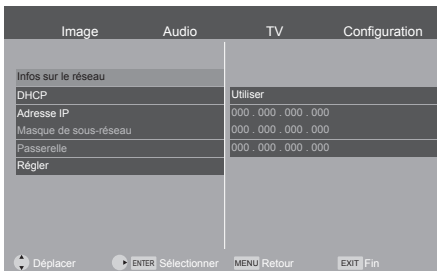 Image Audio TV Configuration
Infos sur le réseau
DHCP Utiliser
Adresse IP 000 . 000 . 000 . 000
Masque de sous-réseau 000 . 000 . 000 . 000
Passerelle 000 . 000 . 000 . 000
Régler
Déplacer ENTER Sélectionner MENU Retour EXIT Fin